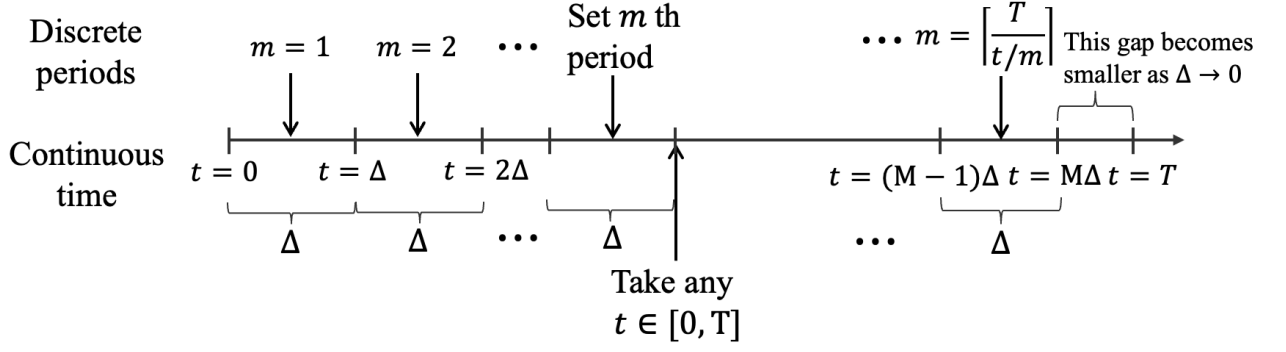 Discrete periods
m = 1
m = 2
•••
Set m th
period
••• m = ⌈T / (t/m)⌉
This gap becomes
smaller as Δ → 0
Continuous
time
t = 0
t = Δ
t = 2Δ
t = (M − 1)Δ
t = MΔ
t = T
Δ
Δ
•••
Δ
•••
Δ
Take any
t ∈ [0, T]